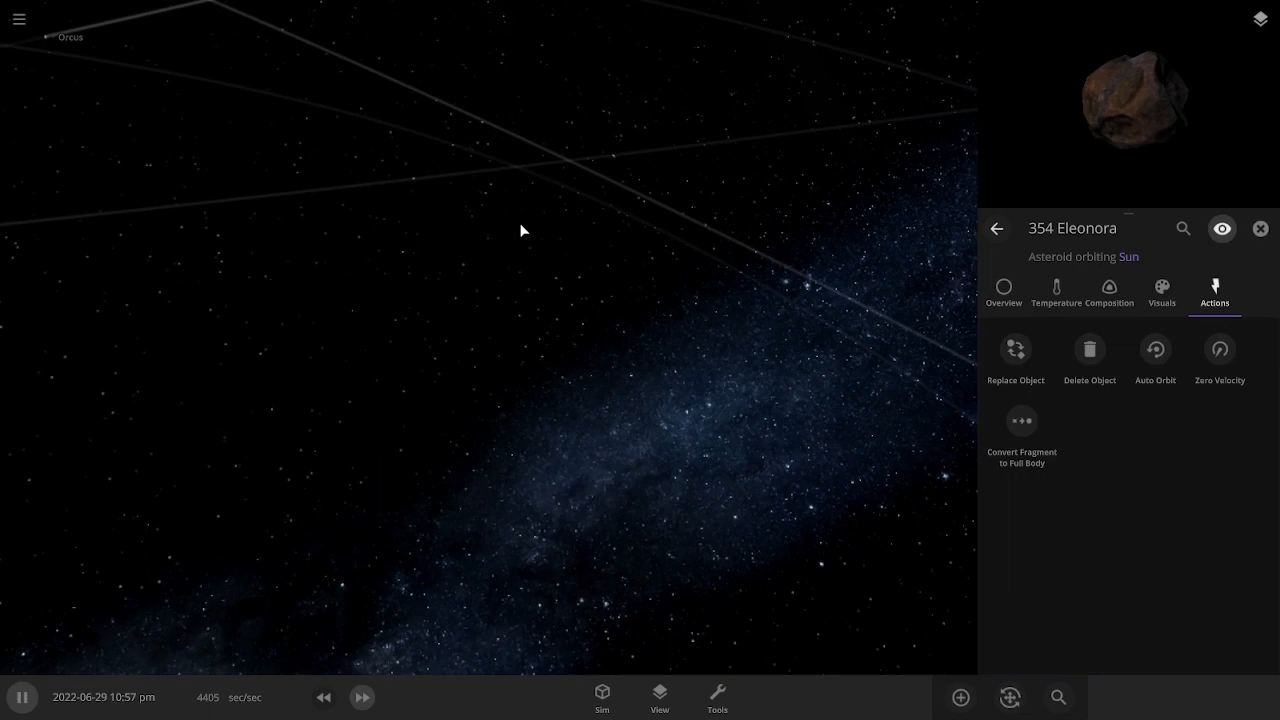 Orcus
354 Eleonora
Asteroid orbiting Sun
Overview
Temperature
Composition
Visuals
Actions
Replace Object
Delete Object
Auto Orbit
Zero Velocity
Convert Fragment
to Full Body
2022-06-29 10:57 pm
4405 sec/sec
Sim
View
Tools